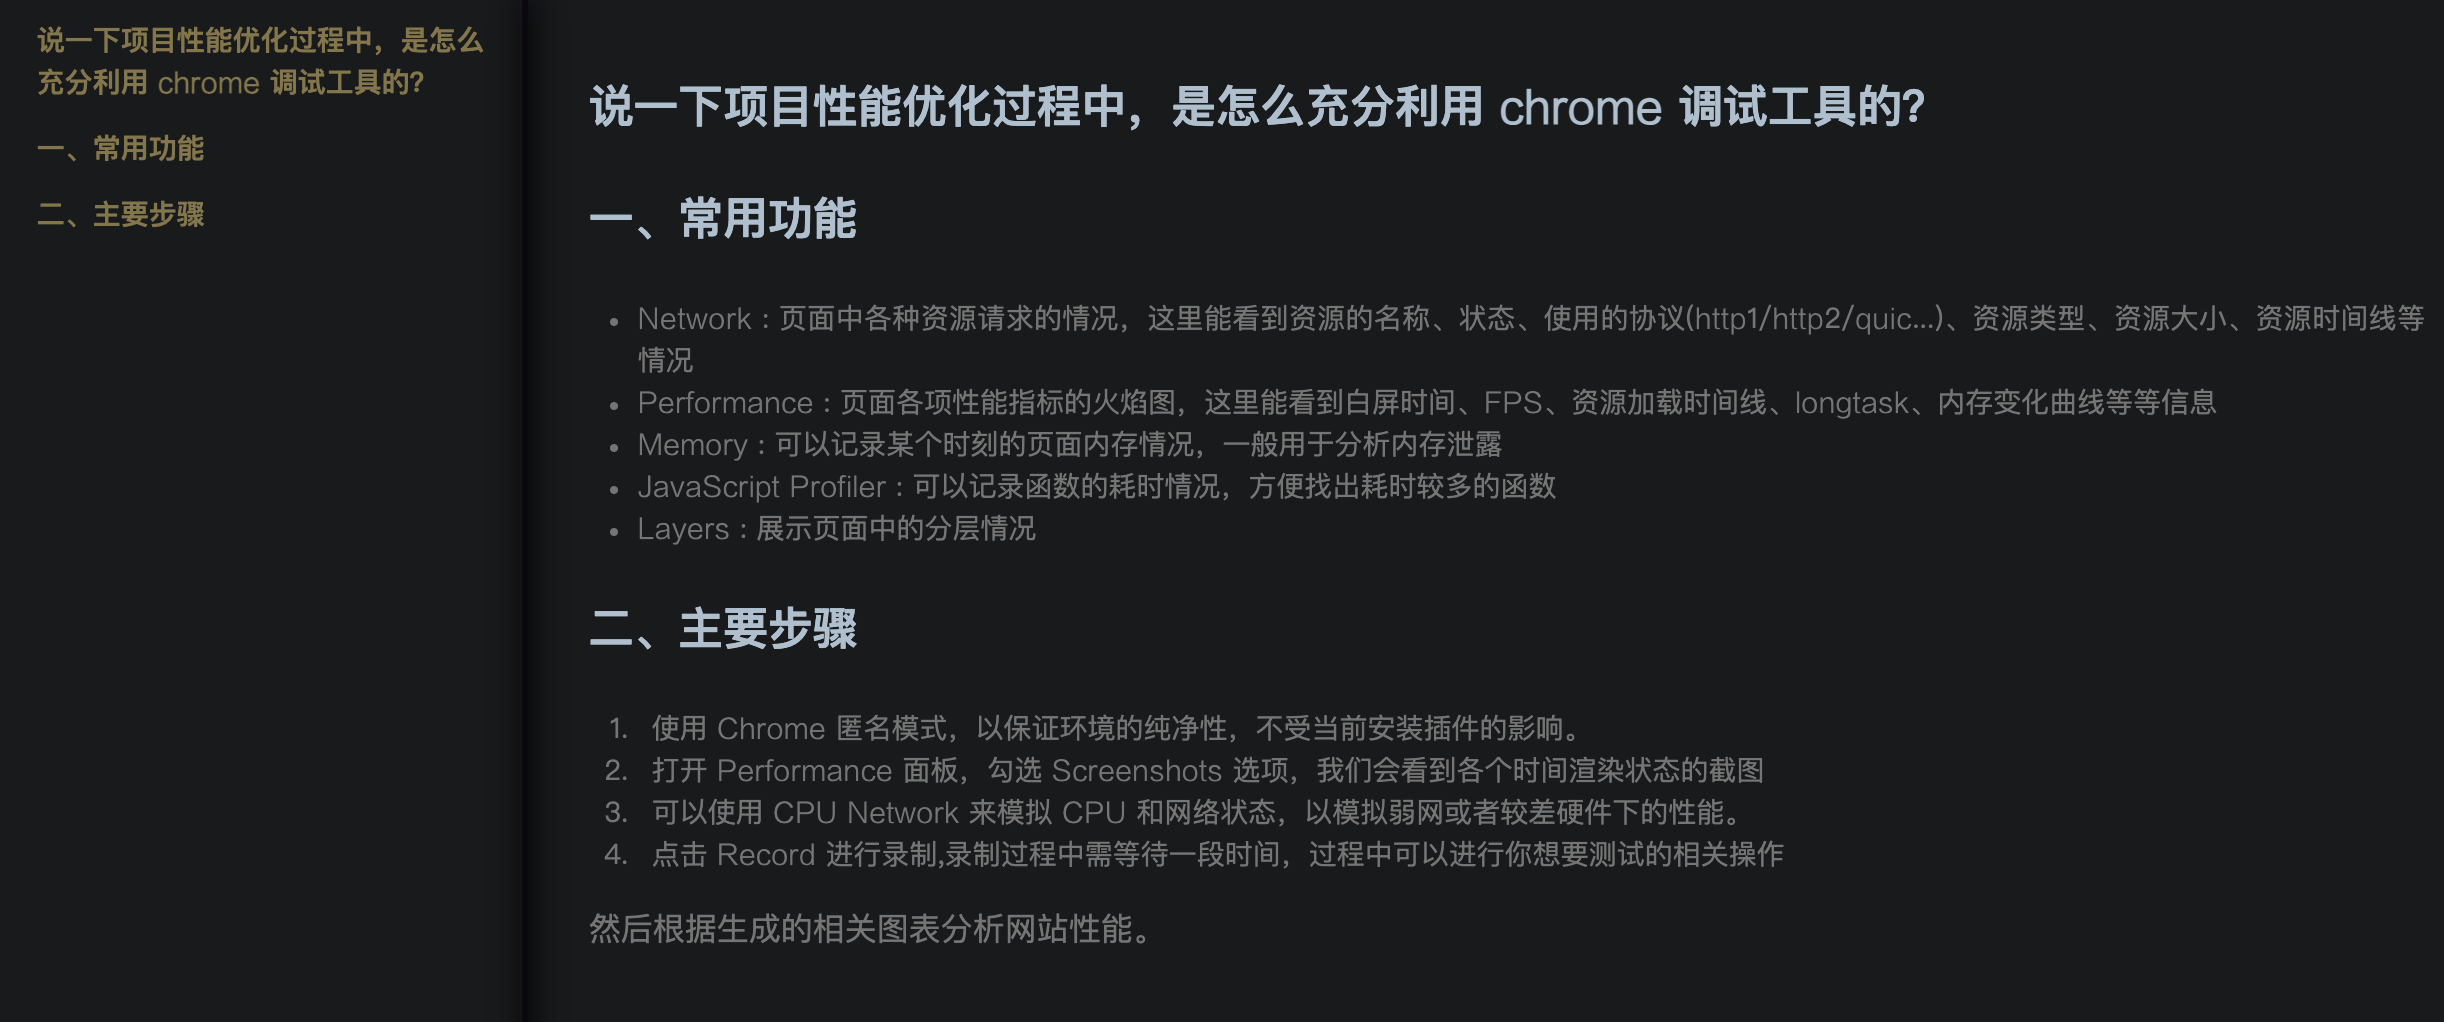 说一下项目性能优化过程中，是怎么
充分利用 chrome 调试工具的?
一、常用功能
二、主要步骤
说一下项目性能优化过程中，是怎么充分利用 chrome 调试工具的?
一、常用功能
• Network : 页面中各种资源请求的情况，这里能看到资源的名称、状态、使用的协议(http1/http2/quic...)、资源类型、资源大小、资源时间线等
情况
• Performance : 页面各项性能指标的火焰图，这里能看到白屏时间、FPS、资源加载时间线、longtask、内存变化曲线等等信息
• Memory : 可以记录某个时刻的页面内存情况，一般用于分析内存泄露
• JavaScript Profiler : 可以记录函数的耗时情况，方便找出耗时较多的函数
• Layers : 展示页面中的分层情况
二、主要步骤
1. 使用 Chrome 匿名模式，以保证环境的纯净性，不受当前安装插件的影响。
2. 打开 Performance 面板，勾选 Screenshots 选项，我们会看到各个时间渲染状态的截图
3. 可以使用 CPU Network 来模拟 CPU 和网络状态，以模拟弱网或者较差硬件下的性能。
4. 点击 Record 进行录制,录制过程中需等待一段时间，过程中可以进行你想要测试的相关操作
然后根据生成的相关图表分析网站性能。